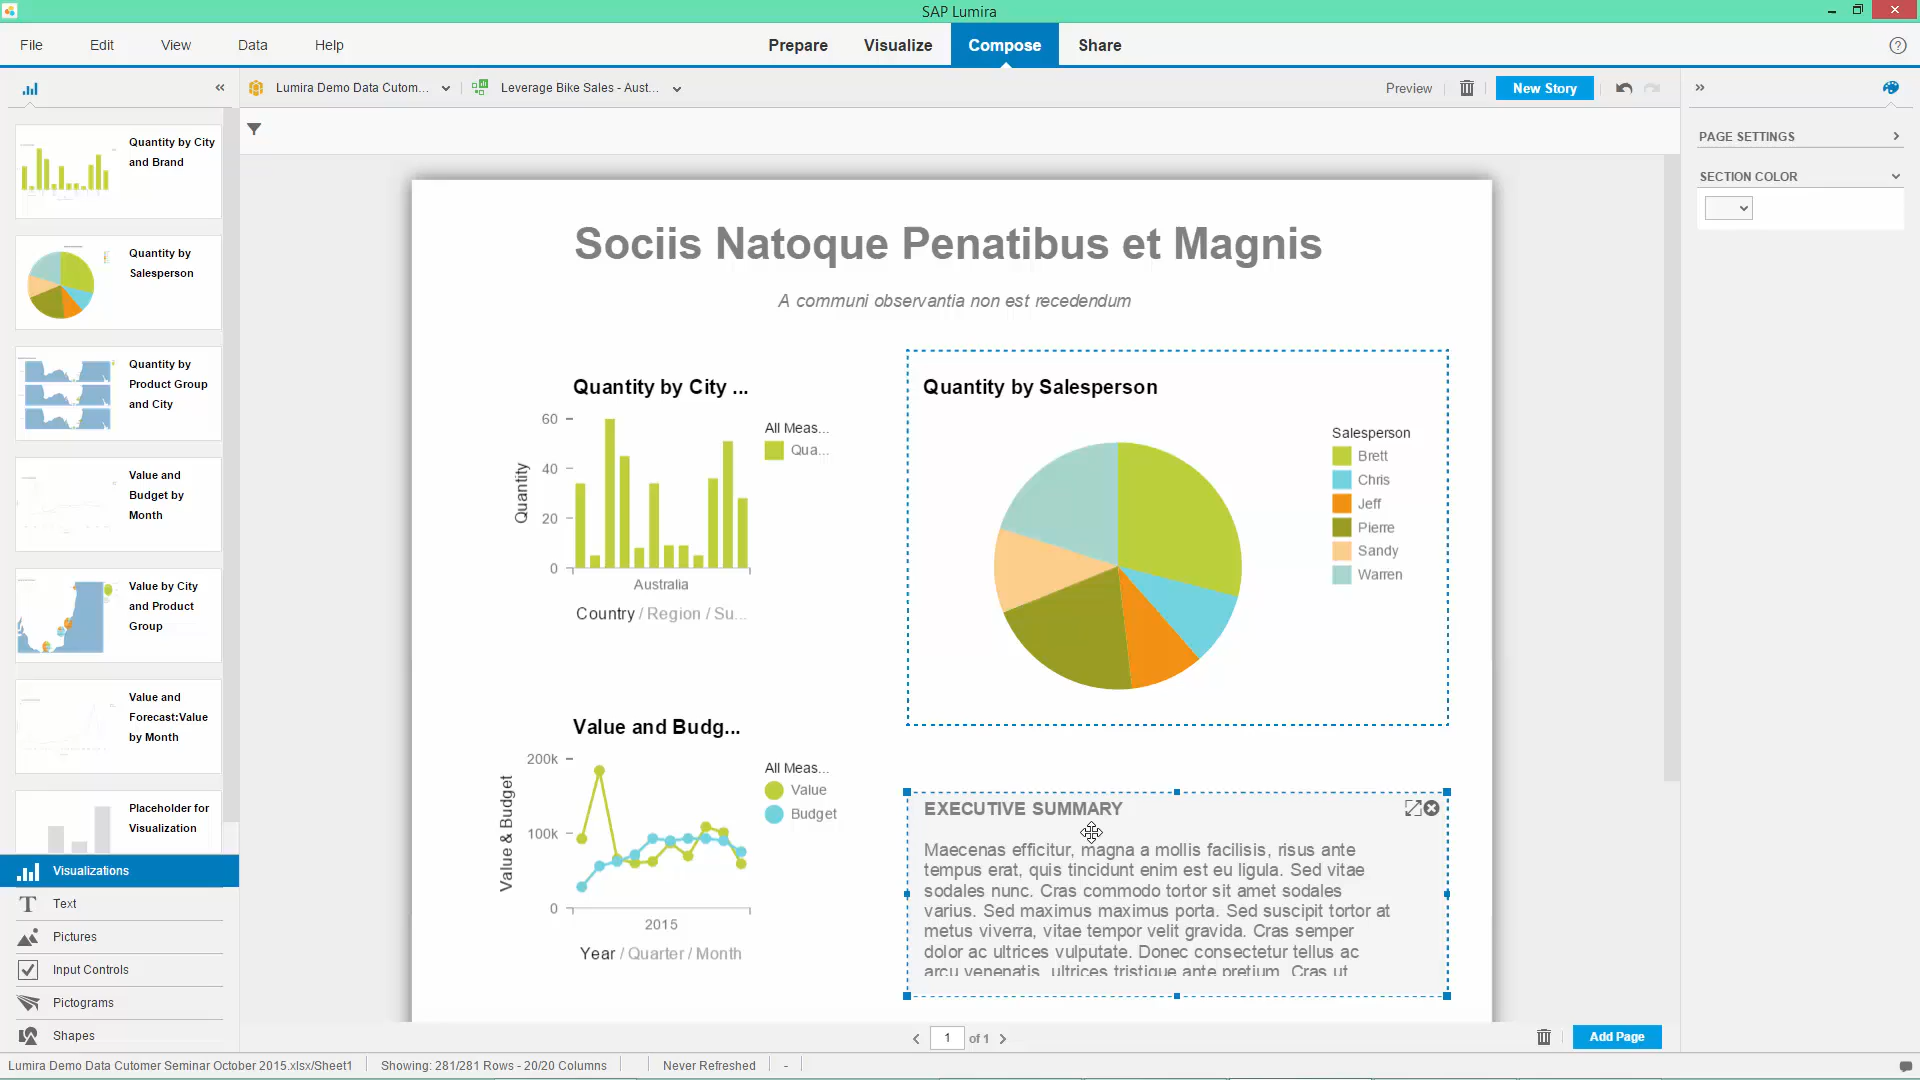 SAP Lumira
File
Edit
View
Data
Help
Prepare
Visualize
Compose
Share
Lumira Demo Data Cutom...
Leverage Bike Sales - Aust...
Preview
New Story
Quantity by City
and Brand
Quantity by
Salesperson
Quantity by
Product Group
and City
Value and
Budget by
Month
Value by City
and Product
Group
Value and
Forecast:Value
by Month
Placeholder for
Visualization
Visualizations
Text
Pictures
Input Controls
Pictograms
Shapes
Sociis Natoque Penatibus et Magnis
A communi observantia non est recedendum
Quantity by City ...
60
40
20
0
Quantity
All Meas...
Qua...
Australia
Country / Region / Su...
Quantity by Salesperson
Salesperson
Brett
Chris
Jeff
Pierre
Sandy
Warren
Value and Budg...
200k
100k
0
Value & Budget
All Meas...
Value
Budget
2015
Year / Quarter / Month
EXECUTIVE SUMMARY
Maecenas efficitur, magna a mollis facilisis, risus ante
tempus erat, quis tincidunt enim est eu ligula. Sed vitae
sodales nunc. Cras commodo tortor sit amet sodales
varius. Sed maximus maximus porta. Sed suscipit tortor at
metus viverra, vitae tempor velit gravida. Cras semper
dolor ac ultrices vulputate. Donec consectetur tellus ac
arcu venenatis, ultrices tristique ante pretium. Cras ut
PAGE SETTINGS
SECTION COLOR
1 of 1
Add Page
Lumira Demo Data Cutomer Seminar October 2015.xlsx/Sheet1
Showing: 281/281 Rows - 20/20 Columns
Never Refreshed
-